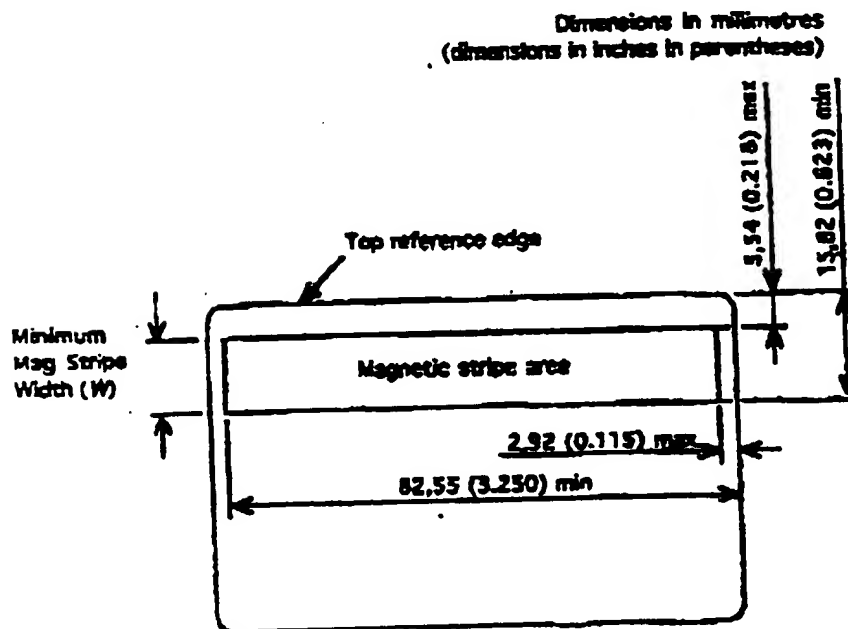 Dimensions in millimetres
(dimensions in inches in parentheses)
5,54 (0.218) max
15,82 (0.623) min
Top reference edge
Minimum
Mag Stripe
Width (W)
Magnetic stripe area
2,92 (0.115) max
82,55 (3.250) min